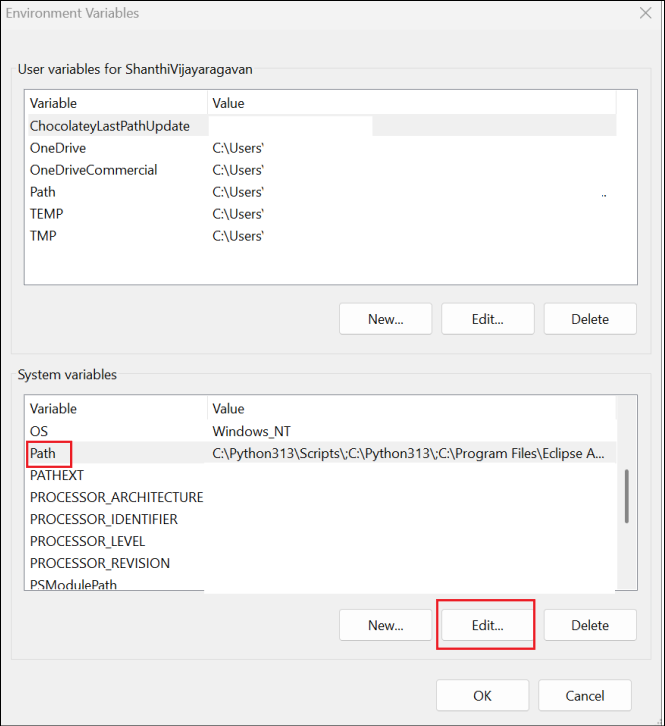 Environment Variables
User variables for ShanthiVijayaragavan
Variable Value
ChocolateyLastPathUpdate
OneDrive C:\Users'
OneDriveCommercial C:\Users'
Path C:\Users' ..
TEMP C:\Users'
TMP C:\Users'
New... Edit... Delete
System variables
Variable Value
OS Windows_NT
Path C:\Python313\Scripts\;C:\Python313\;C:\Program Files\Eclipse A...
PATHEXT
PROCESSOR_ARCHITECTURE
PROCESSOR_IDENTIFIER
PROCESSOR_LEVEL
PROCESSOR_REVISION
PSModulePath
New... Edit... Delete
OK Cancel